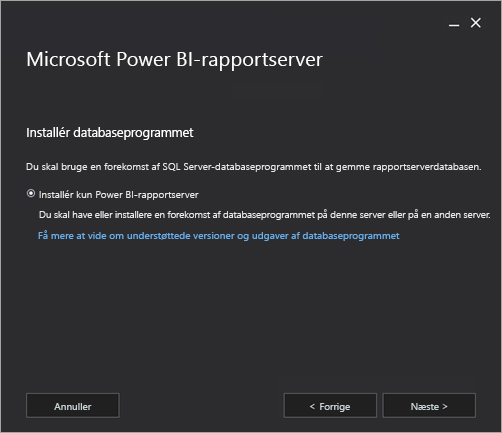 Microsoft Power BI-rapportserver
Installér databaseprogrammet
Du skal bruge en forekomst af SQL Server-databaseprogrammet til at gemme rapportserverdatabasen.
Installér kun Power BI-rapportserver
Du skal have eller installere en forekomst af databaseprogrammet på denne server eller på en anden server.
Få mere at vide om understøttede versioner og udgaver af databaseprogrammet
Annuller
< Forrige
Næste >